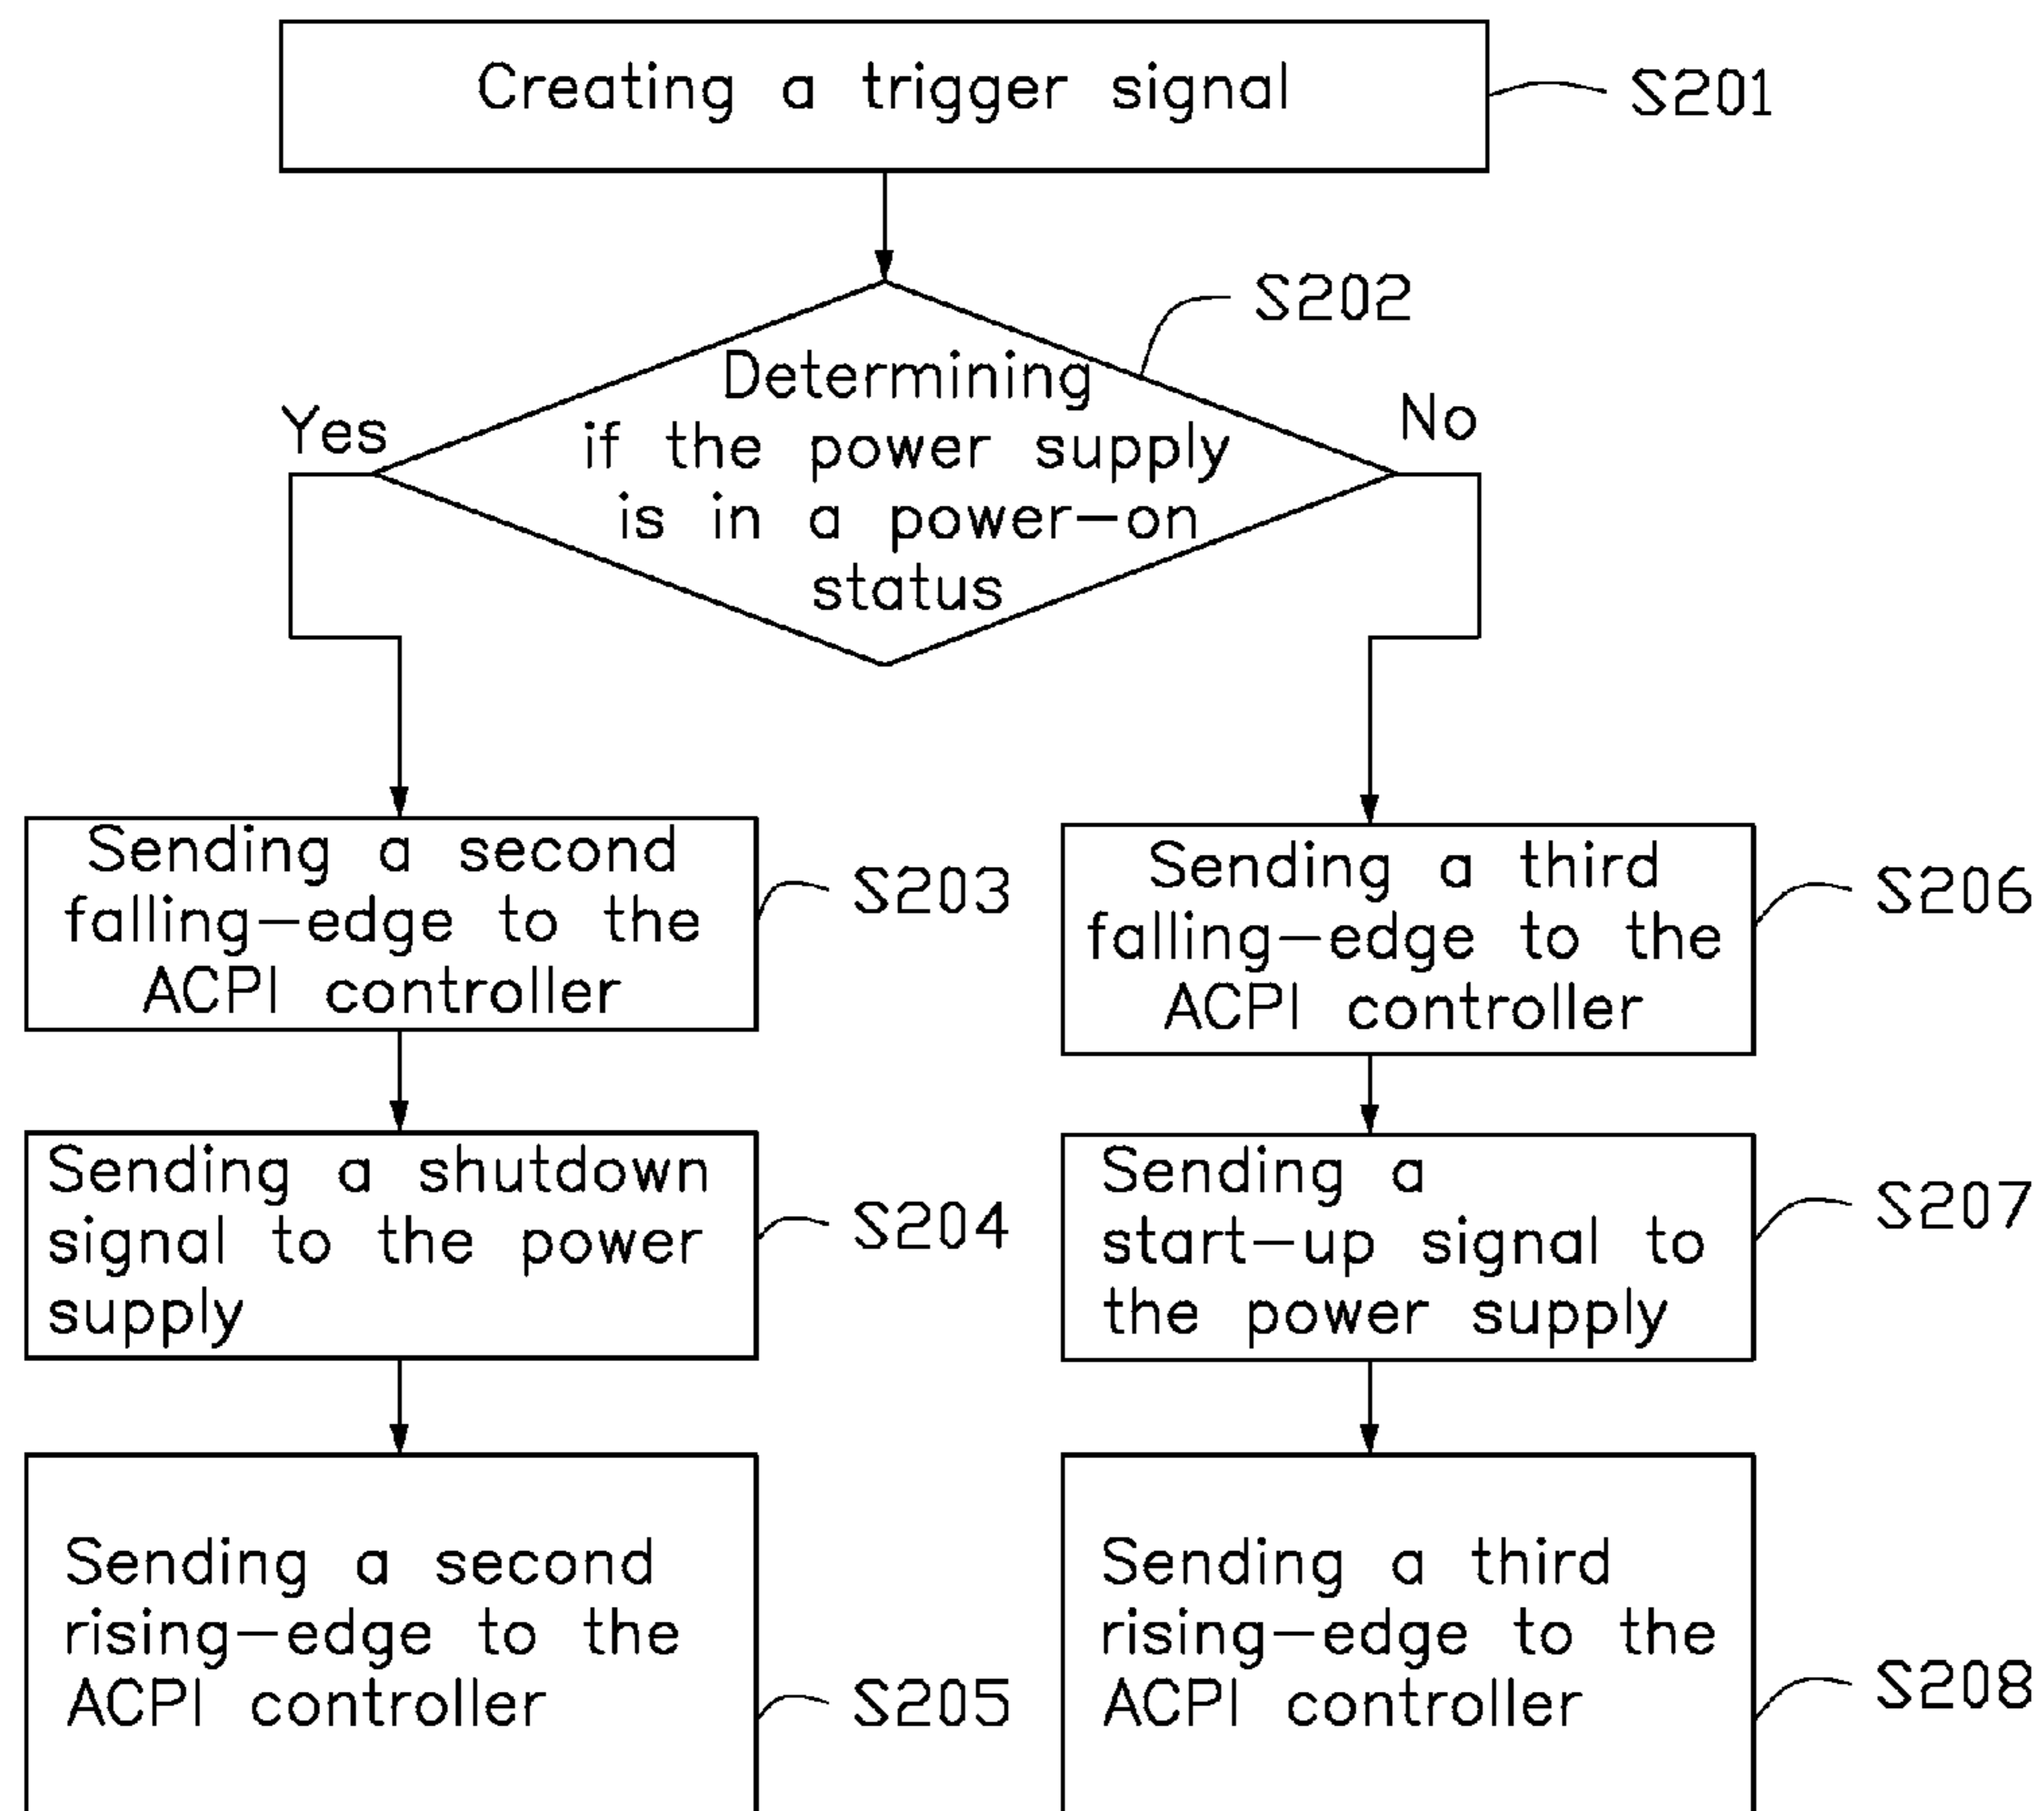 Creating a trigger signal
S201
S202
Determining
if the power supply
is in a power-on
status
Yes
No
Sending a second
falling-edge to the
ACPI controller
S203
Sending a third
falling-edge to the
ACPI controller
S206
Sending a shutdown
signal to the power
supply
S204
Sending a
start-up signal to
the power supply
S207
Sending a second
rising-edge to the
ACPI controller
S205
Sending a third
rising-edge to the
ACPI controller
S208